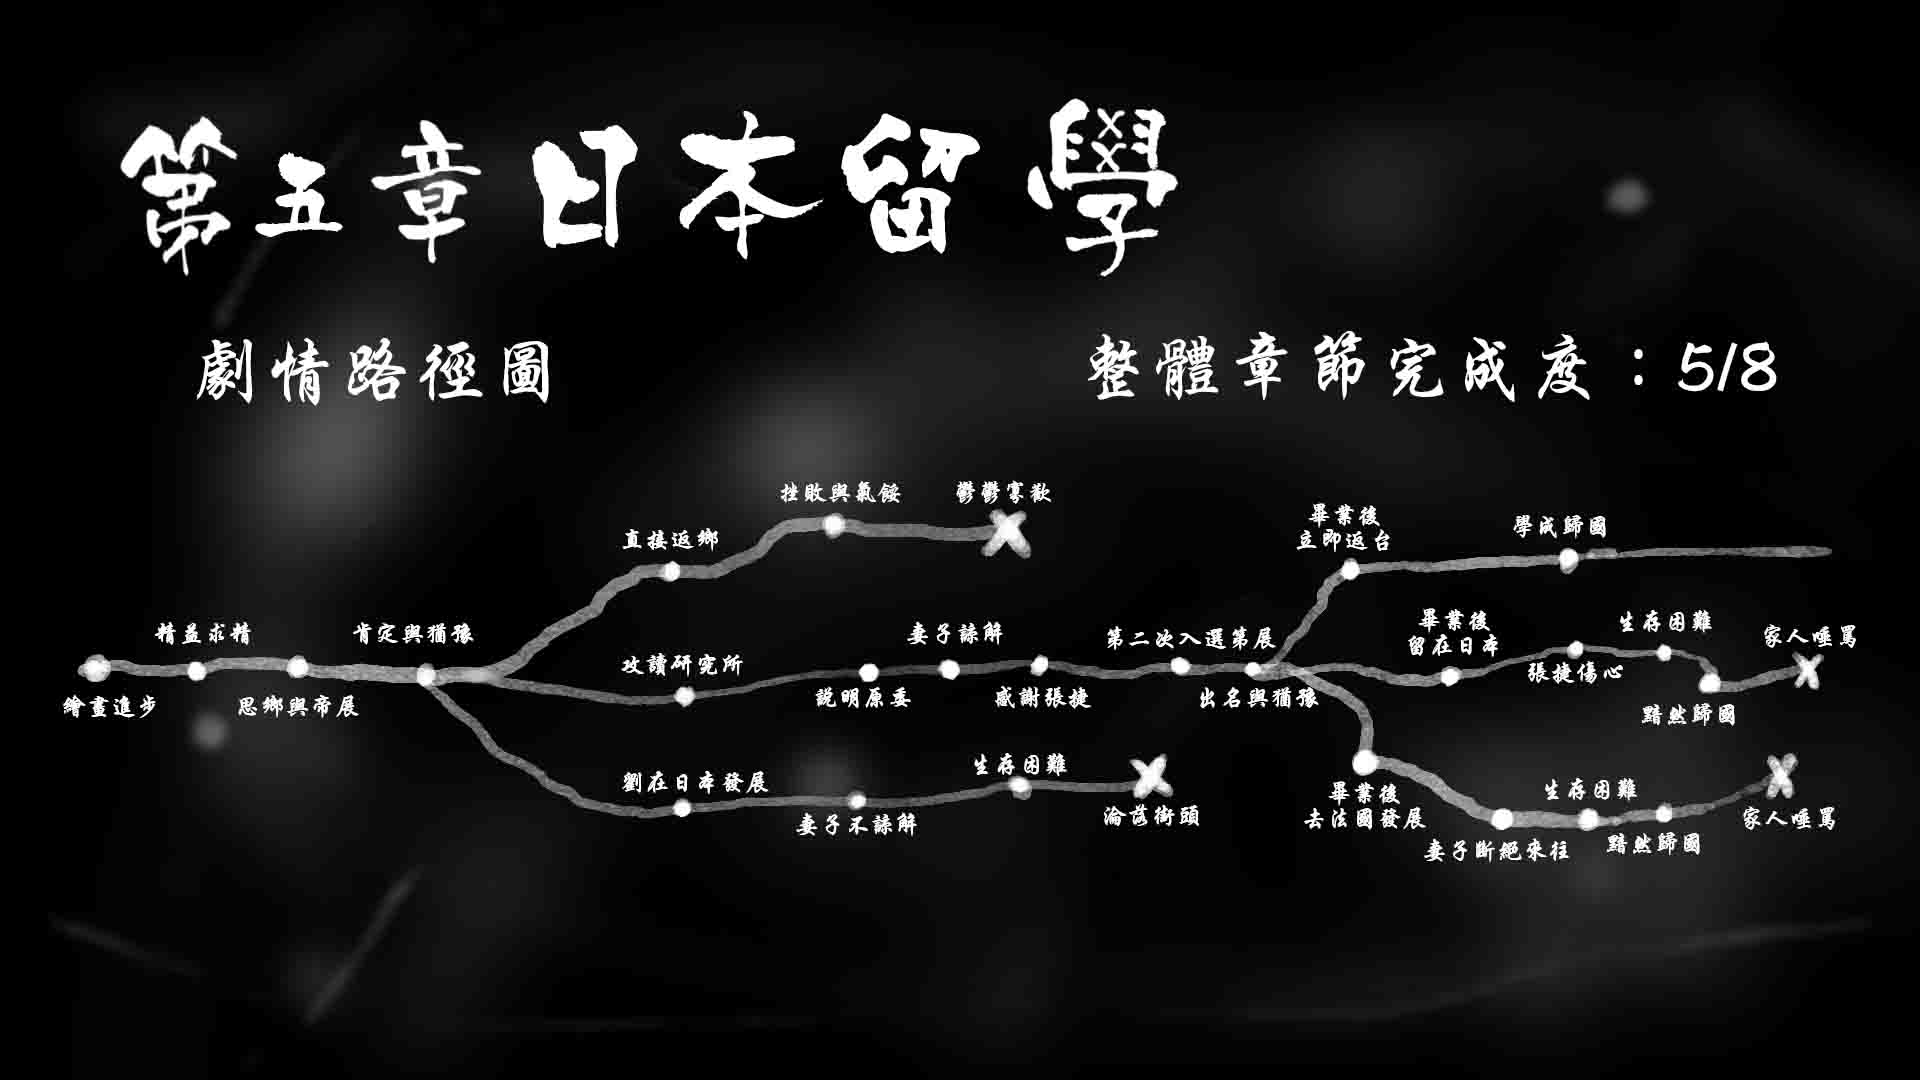 第五章日本留學
劇情路徑圖
整體章節完成度：5/8
挫敗與氣餒
鬱鬱寡歡
直接返鄉
畢業後
立即返台
學成歸國
精益求精
肯定與猶豫
繪畫進步
思鄉與帝展
攻讀研究所
妻子諒解
第二次入選第展
說明原委
感謝張捷
出名與猶豫
畢業後
留在日本
生存困難
家人唾罵
張捷傷心
黯然歸國
劉在日本發展
生存困難
妻子不諒解
淪落街頭
畢業後
去法國發展
生存困難
妻子斷絕來往
黯然歸國
家人唾罵